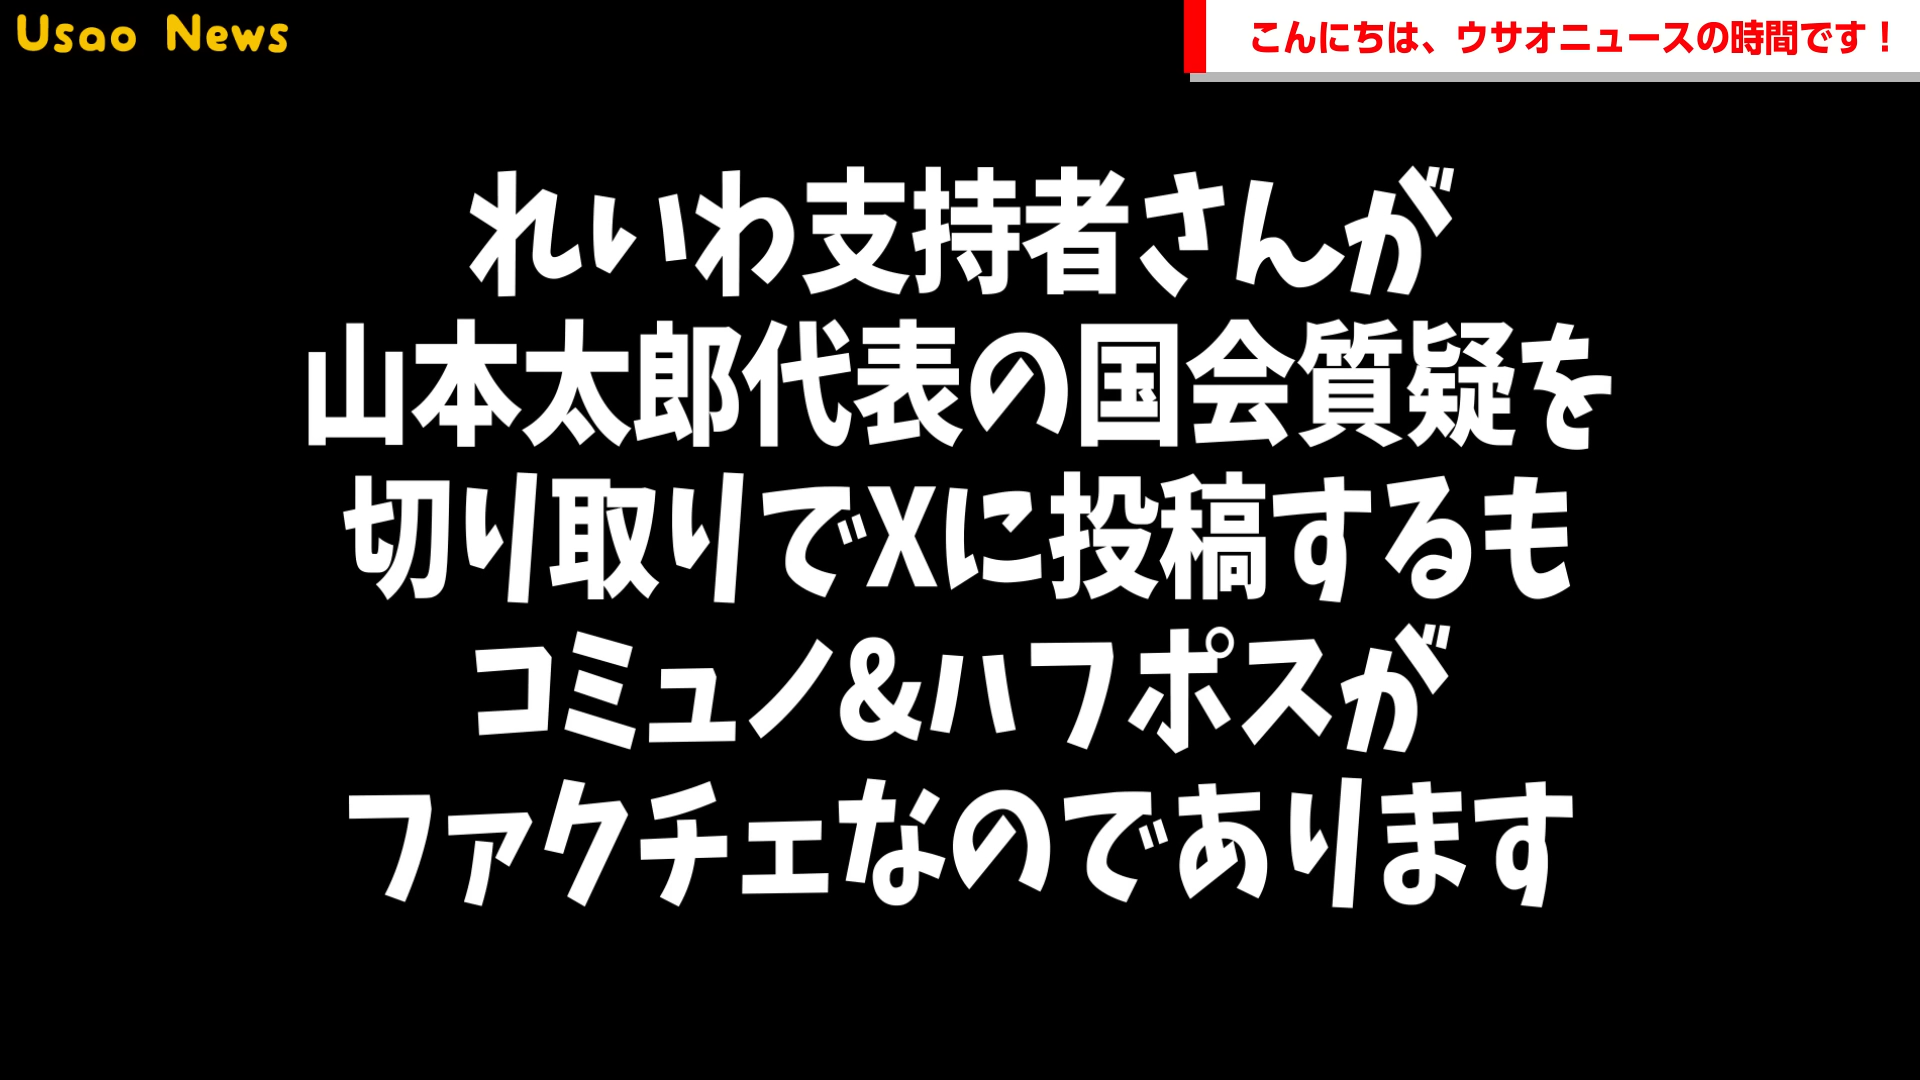 Usao News
こんにちは、ウサオニュースの時間です！
れいわ支持者さんが
山本太郎代表の国会質疑を
切り取りでXに投稿するも
コミュノ&ハフポスが
ファクチェなのであります